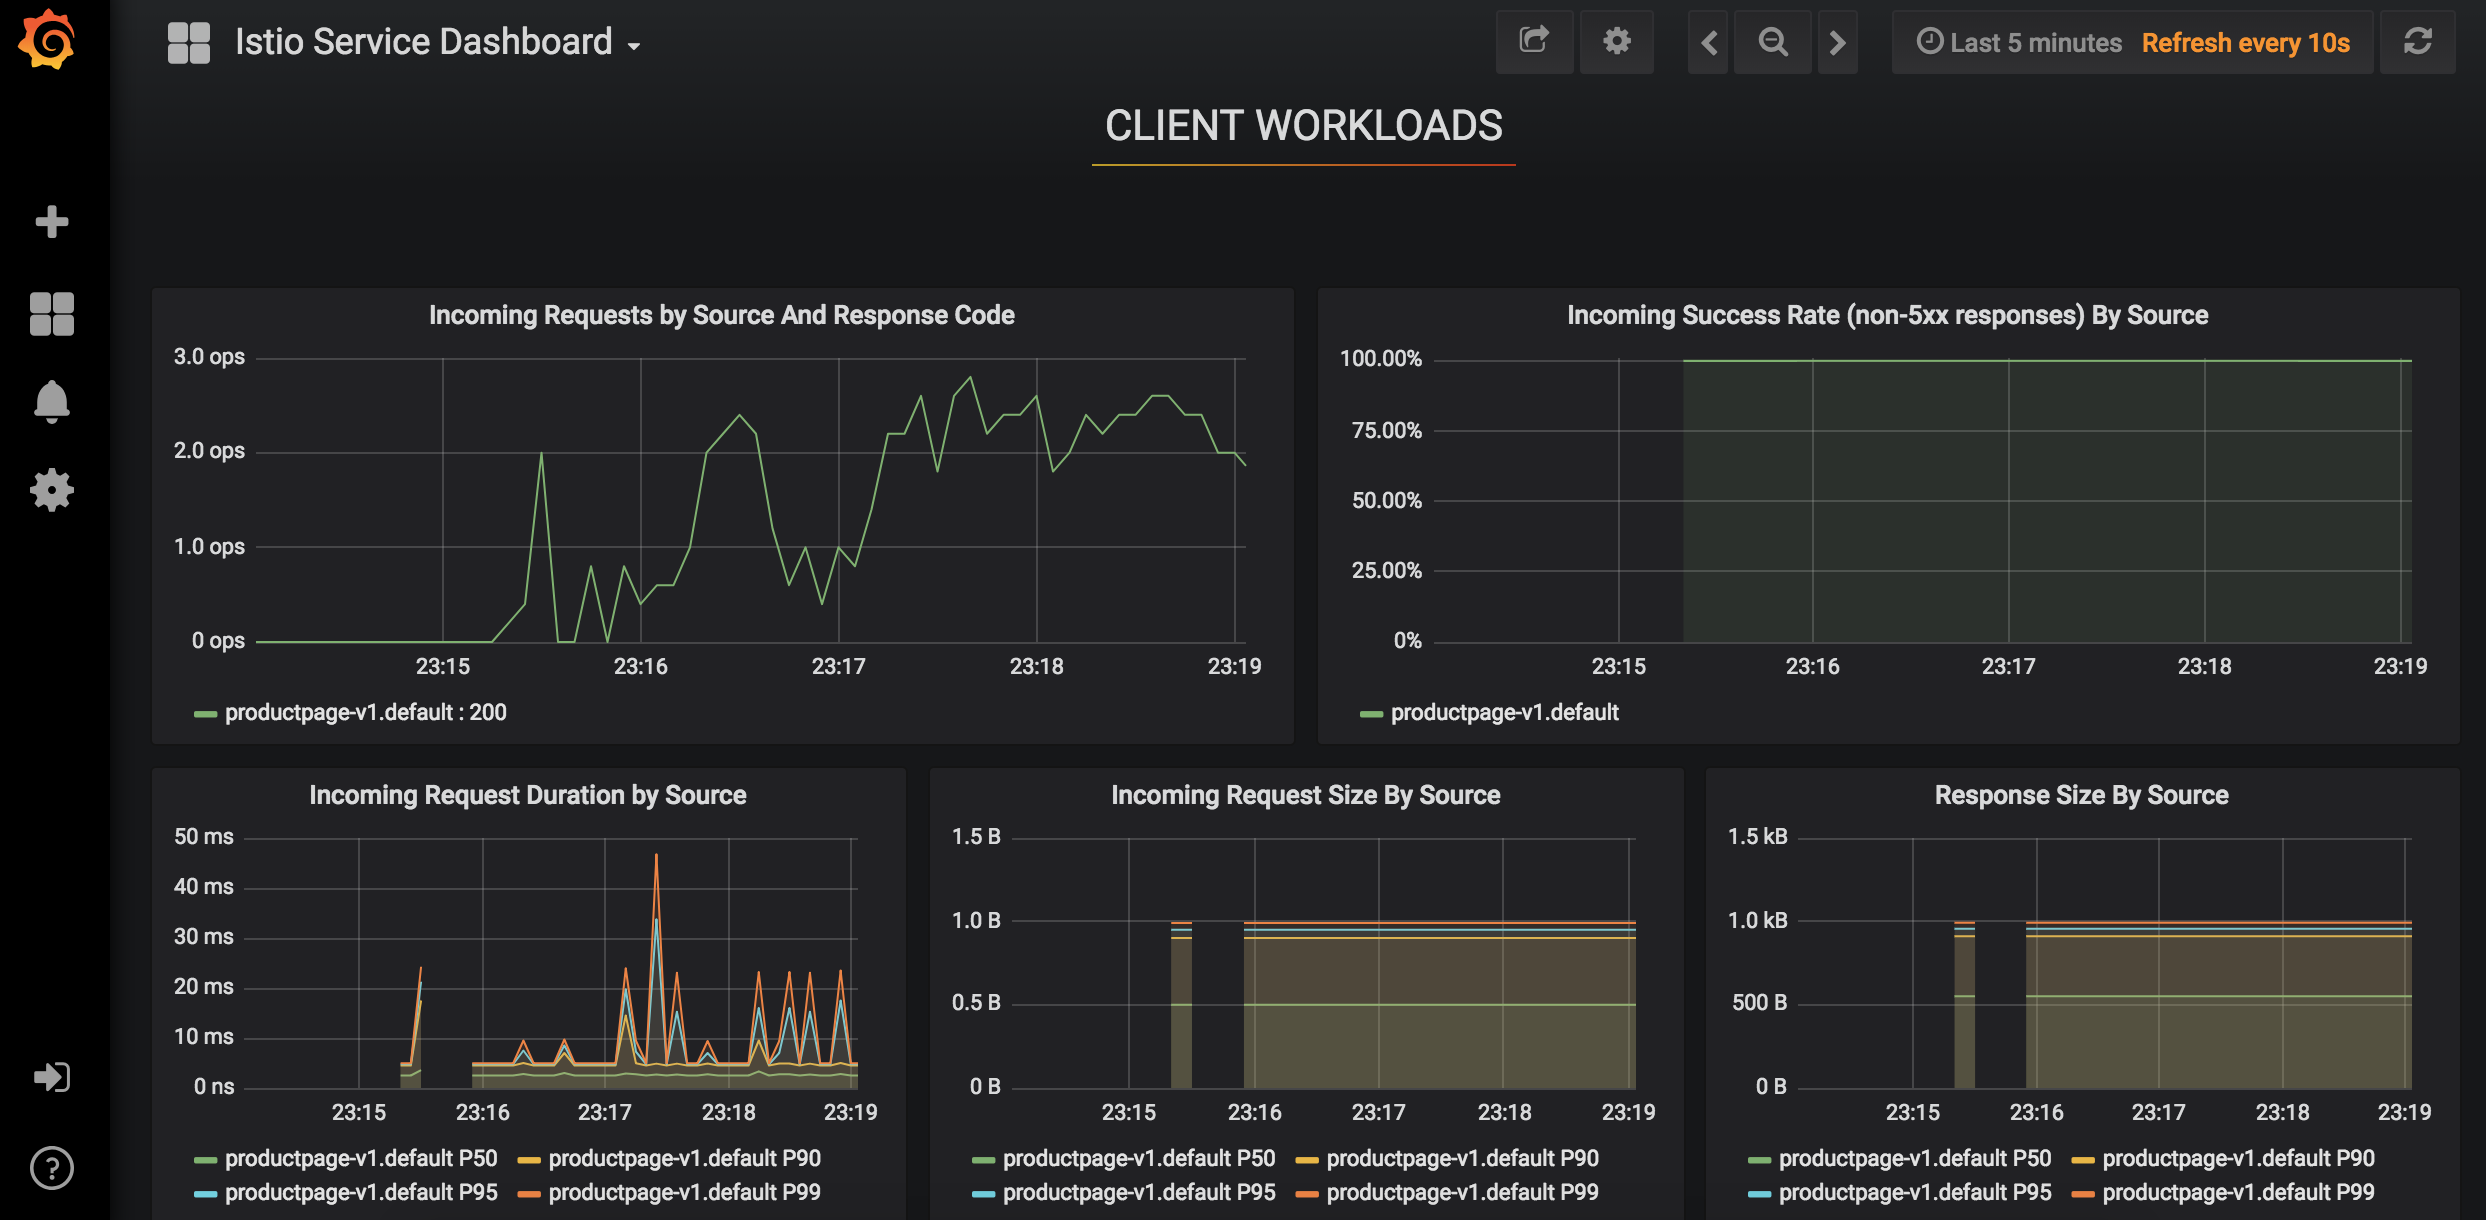 Istio Service Dashboard
Last 5 minutes Refresh every 10s
CLIENT WORKLOADS
Incoming Requests by Source And Response Code
3.0 ops
2.0 ops
1.0 ops
0 ops
23:15 23:16 23:17 23:18 23:19
productpage-v1.default : 200
Incoming Success Rate (non-5xx responses) By Source
100.00%
75.00%
50.00%
25.00%
0%
23:15 23:16 23:17 23:18 23:19
productpage-v1.default
Incoming Request Duration by Source
50 ms
40 ms
30 ms
20 ms
10 ms
0 ns
23:15 23:16 23:17 23:18 23:19
productpage-v1.default P50 productpage-v1.default P90
productpage-v1.default P95 productpage-v1.default P99
Incoming Request Size By Source
1.5 B
1.0 B
0.5 B
0 B
23:15 23:16 23:17 23:18 23:19
productpage-v1.default P50 productpage-v1.default P90
productpage-v1.default P95 productpage-v1.default P99
Response Size By Source
1.5 kB
1.0 kB
500 B
0 B
23:15 23:16 23:17 23:18 23:19
productpage-v1.default P50 productpage-v1.default P90
productpage-v1.default P95 productpage-v1.default P99